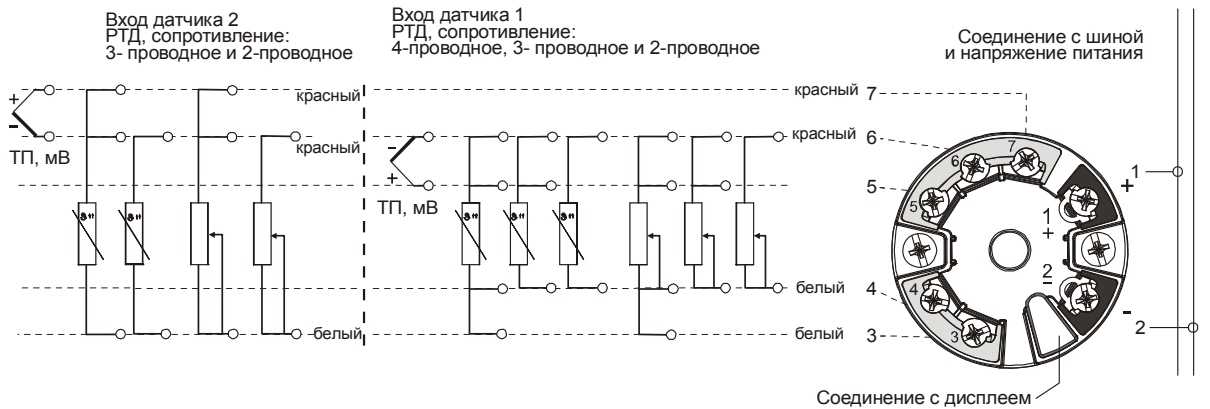 Вход датчика 2
РТД, сопротивление:
3- проводное и 2-проводное
Вход датчика 1
РТД, сопротивление:
4-проводное, 3- проводное и 2-проводное
Соединение с шиной
и напряжение питания
+
-
ТП, мВ
красный
красный
белый
-
+
ТП, мВ
красный 7
красный 6
5
белый 4
белый 3
7
6
5
4
3
1
+
2
-
1
+
-
2
Соединение с дисплеем